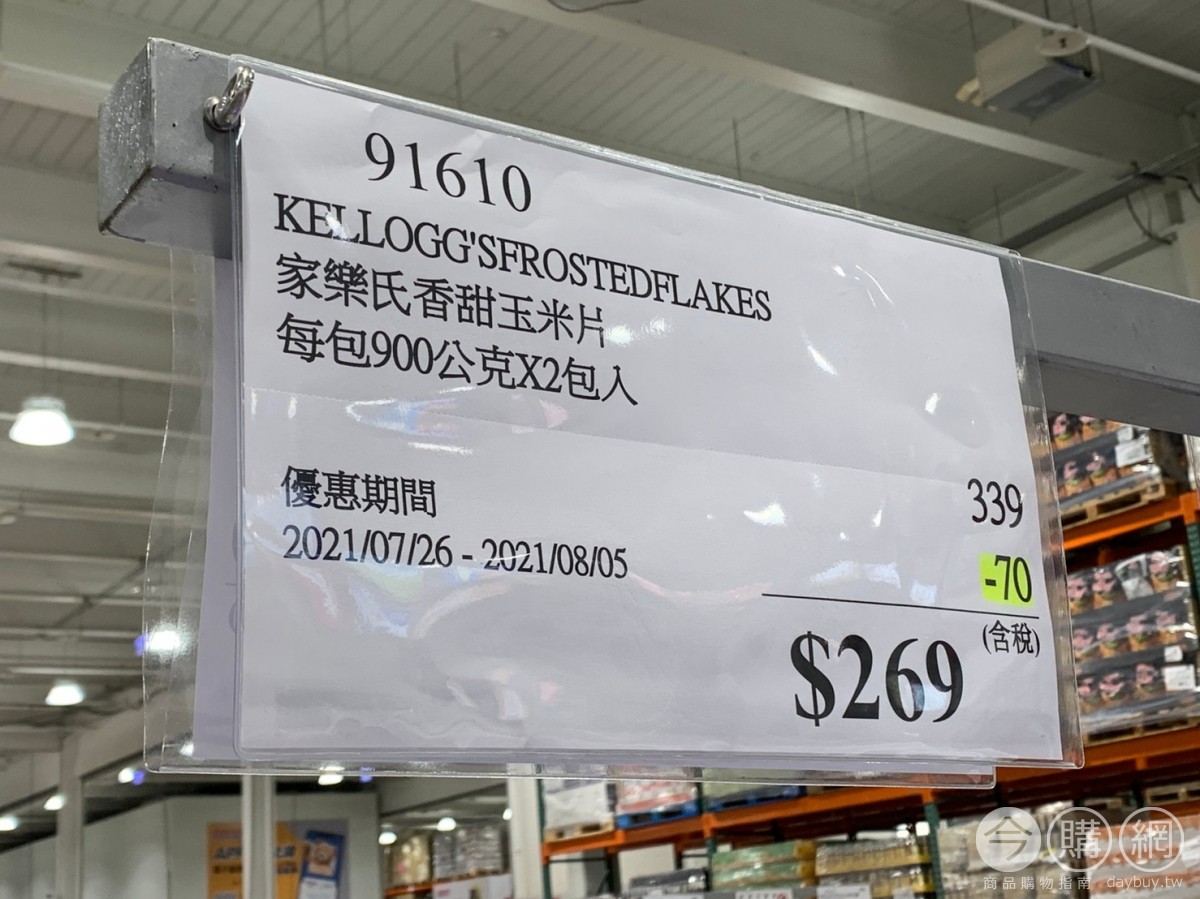 91610
KELLOGG'SFROSTEDFLAKES
家樂氏香甜玉米片
每包900公克X2包入
優惠期間
2021/07/26 - 2021/08/05
339
-70
(含稅)
$269
今購網
商品購物指南 daybuy.tw